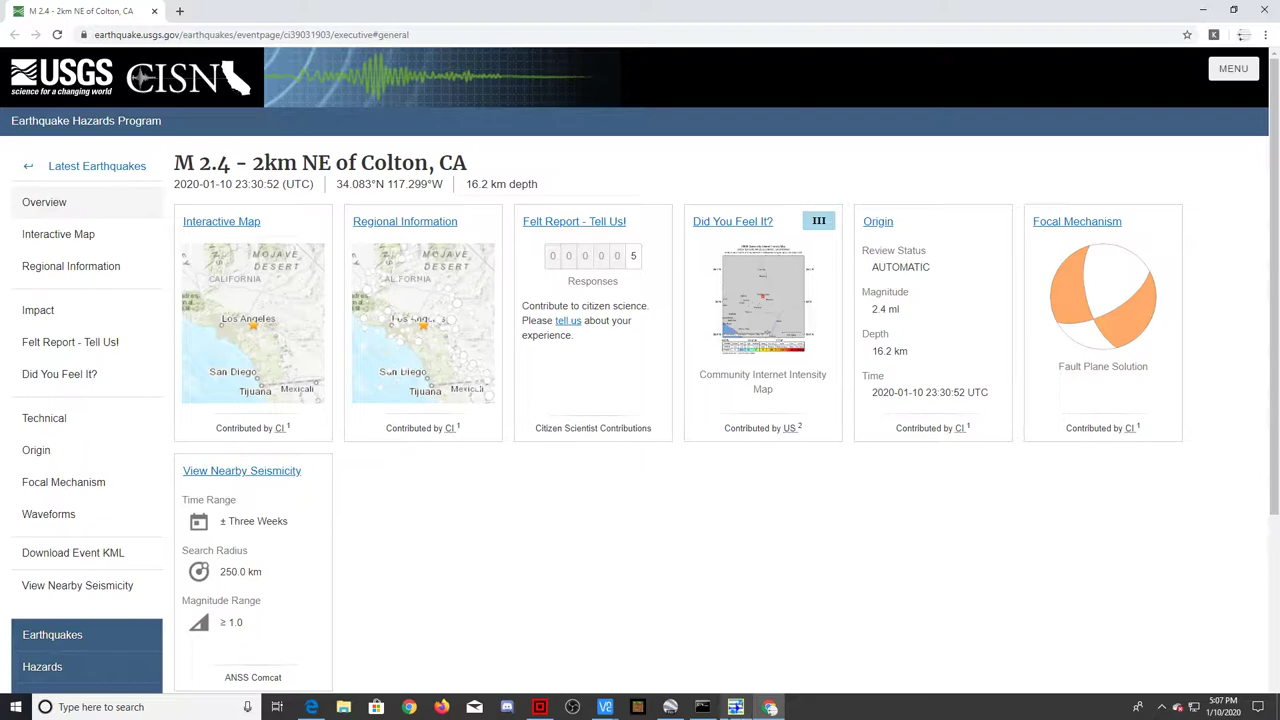 M 2.4 - 2km NE of Colton, CA
earthquake.usgs.gov/earthquakes/eventpage/ci39031903/executive#general
K
USGS
science for a changing world
CISN
MENU
Earthquake Hazards Program
Latest Earthquakes
Overview
Interactive Map
Regional Information
Impact
Felt Report - Tell Us!
Did You Feel It?
Technical
Origin
Focal Mechanism
Waveforms
Download Event KML
View Nearby Seismicity
Earthquakes
Hazards
M 2.4 - 2km NE of Colton, CA
2020-01-10 23:30:52 (UTC)
34.083°N 117.299°W
16.2 km depth
Interactive Map
MOJAVE
DESERT
CALIFORNIA
Los Angeles
San Diego
Mexicali
Tijuana
Contributed by CI 1
Regional Information
MOJAVE
DESERT
Los Angeles
San Diego
Tijuana
Contributed by CI 1
Felt Report - Tell Us!
0 0 0 0 0 5
Responses
Contribute to citizen science.
Please tell us about your
experience.
Citizen Scientist Contributions
Did You Feel It?
III
Community Internet Intensity
Map
Contributed by US 2
Origin
Review Status
AUTOMATIC
Magnitude
2.4 ml
Depth
16.2 km
Time
2020-01-10 23:30:52 UTC
Contributed by CI 1
Focal Mechanism
Fault Plane Solution
Contributed by CI 1
View Nearby Seismicity
Time Range
± Three Weeks
Search Radius
250.0 km
Magnitude Range
≥ 1.0
ANSS Comcat
Type here to search
5:07 PM
1/10/2020